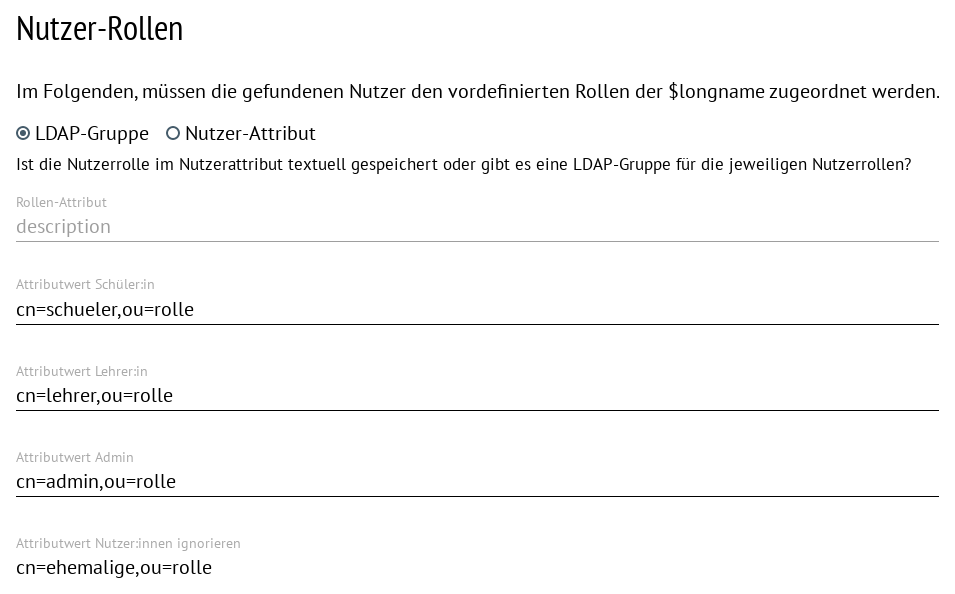 Nutzer-Rollen
Im Folgenden, müssen die gefundenen Nutzer den vordefinierten Rollen der $longname zugeordnet werden.
LDAP-Gruppe Nutzer-Attribut
Ist die Nutzerrolle im Nutzerattribut textuell gespeichert oder gibt es eine LDAP-Gruppe für die jeweiligen Nutzerrollen?
Rollen-Attribut
description
Attributwert Schüler:in
cn=schueler,ou=rolle
Attributwert Lehrer:in
cn=lehrer,ou=rolle
Attributwert Admin
cn=admin,ou=rolle
Attributwert Nutzer:innen ignorieren
cn=ehemalige,ou=rolle